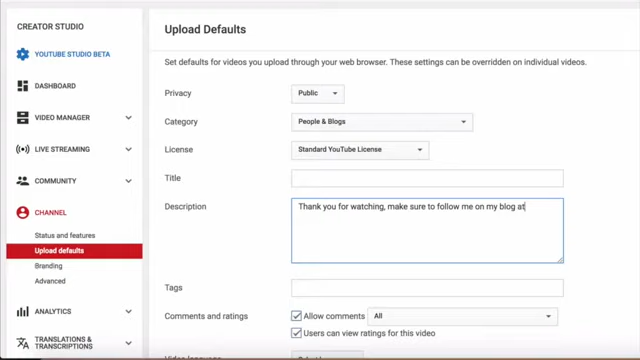 CREATOR STUDIO
YOUTUBE STUDIO BETA
DASHBOARD
VIDEO MANAGER
LIVE STREAMING
COMMUNITY
CHANNEL
Status and features
Upload defaults
Branding
Advanced
ANALYTICS
TRANSLATIONS &
TRANSCRIPTIONS
Upload Defaults
Set defaults for videos you upload through your web browser. These settings can be overridden on individual videos.
Privacy Public
Category People & Blogs
License Standard YouTube License
Title
Description Thank you for watching, make sure to follow me on my blog at
Tags
Comments and ratings Allow comments All
Users can view ratings for this video
Video language